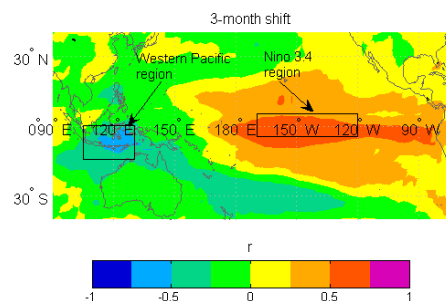 3-month shift
Western Pacific
region
Nino 3.4
region
30° N
0
90° E 120° E 150° E 180° E 150° W 120° W 90° W
30° S
r
-1 -0.5 0 0.5 1